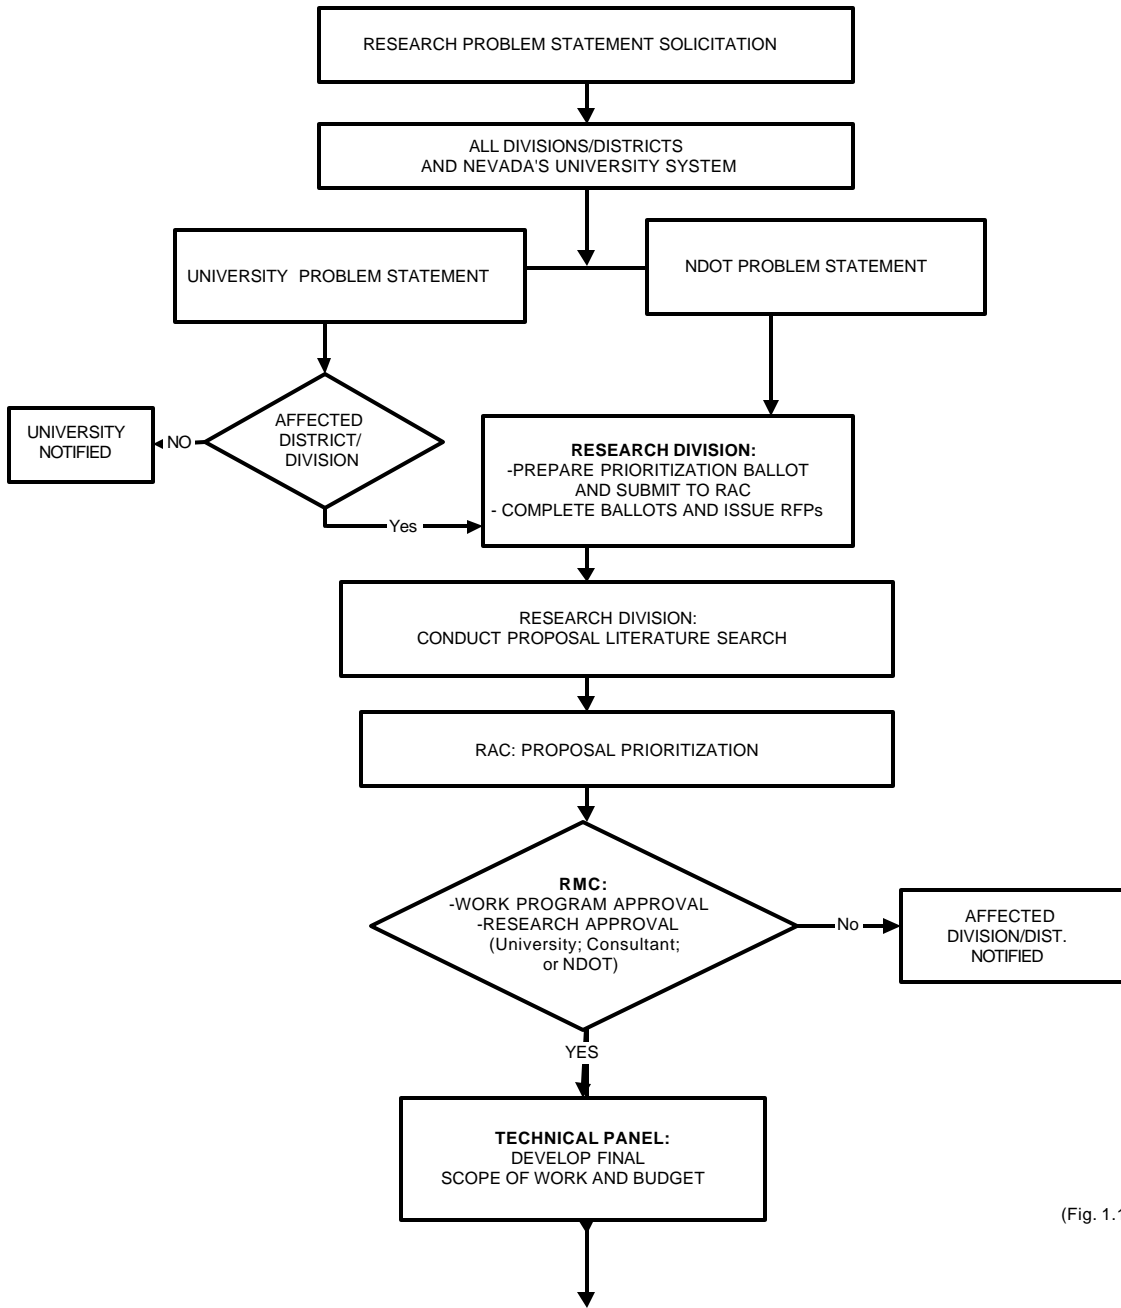 RESEARCH PROBLEM STATEMENT SOLICITATION
ALL DIVISIONS/DISTRICTS
AND NEVADA'S UNIVERSITY SYSTEM
UNIVERSITY PROBLEM STATEMENT
NDOT PROBLEM STATEMENT
AFFECTED
DISTRICT/
DIVISION
NO
UNIVERSITY
NOTIFIED
Yes
RESEARCH DIVISION:
-PREPARE PRIORITIZATION BALLOT
AND SUBMIT TO RAC
- COMPLETE BALLOTS AND ISSUE RFPs
RESEARCH DIVISION:
CONDUCT PROPOSAL LITERATURE SEARCH
RAC: PROPOSAL PRIORITIZATION
RMC:
-WORK PROGRAM APPROVAL
-RESEARCH APPROVAL
(University; Consultant;
or NDOT)
No
AFFECTED
DIVISION/DIST.
NOTIFIED
YES
TECHNICAL PANEL:
DEVELOP FINAL
SCOPE OF WORK AND BUDGET
(Fig. 1.1